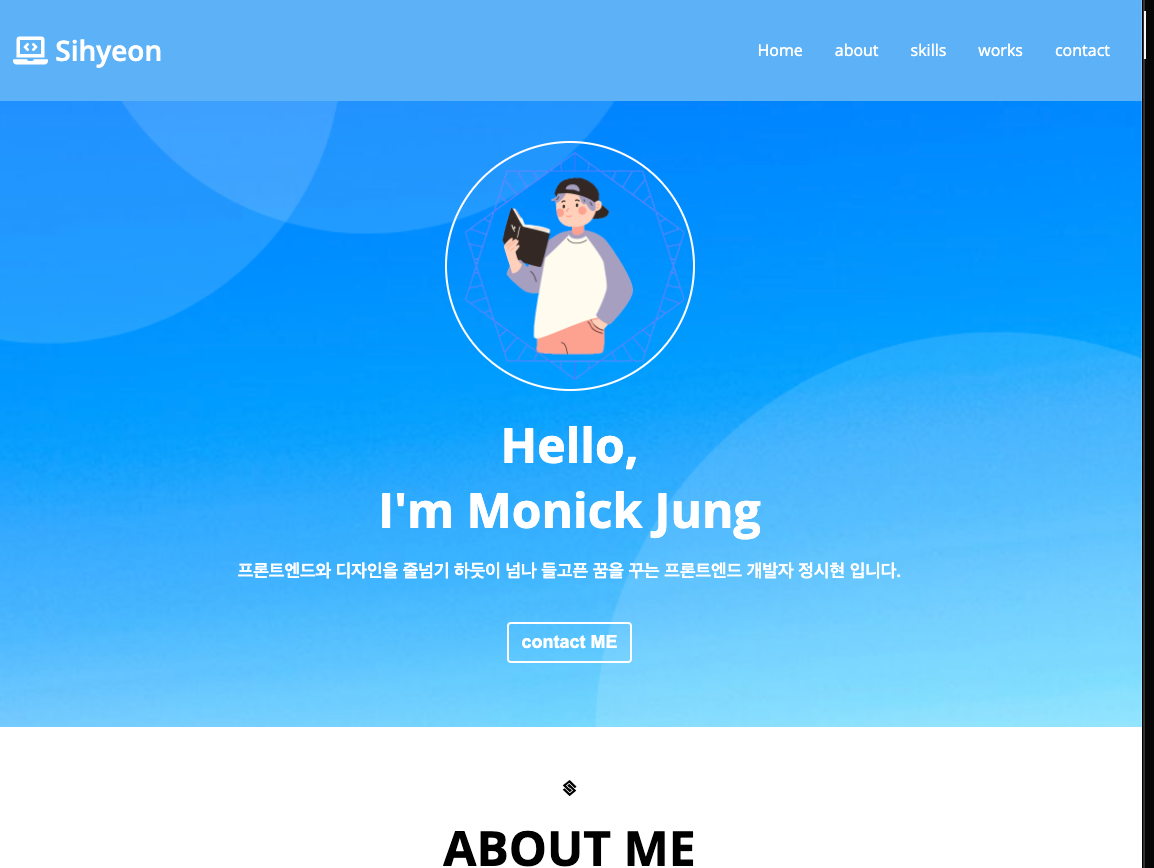 Sihyeon
Home about skills works contact
Hello,
I'm Monick Jung
프론트엔드와 디자인을 줄넘기 하듯이 넘나 들고픈 꿈을 꾸는 프론트엔드 개발자 정시현 입니다.
contact ME
ABOUT ME